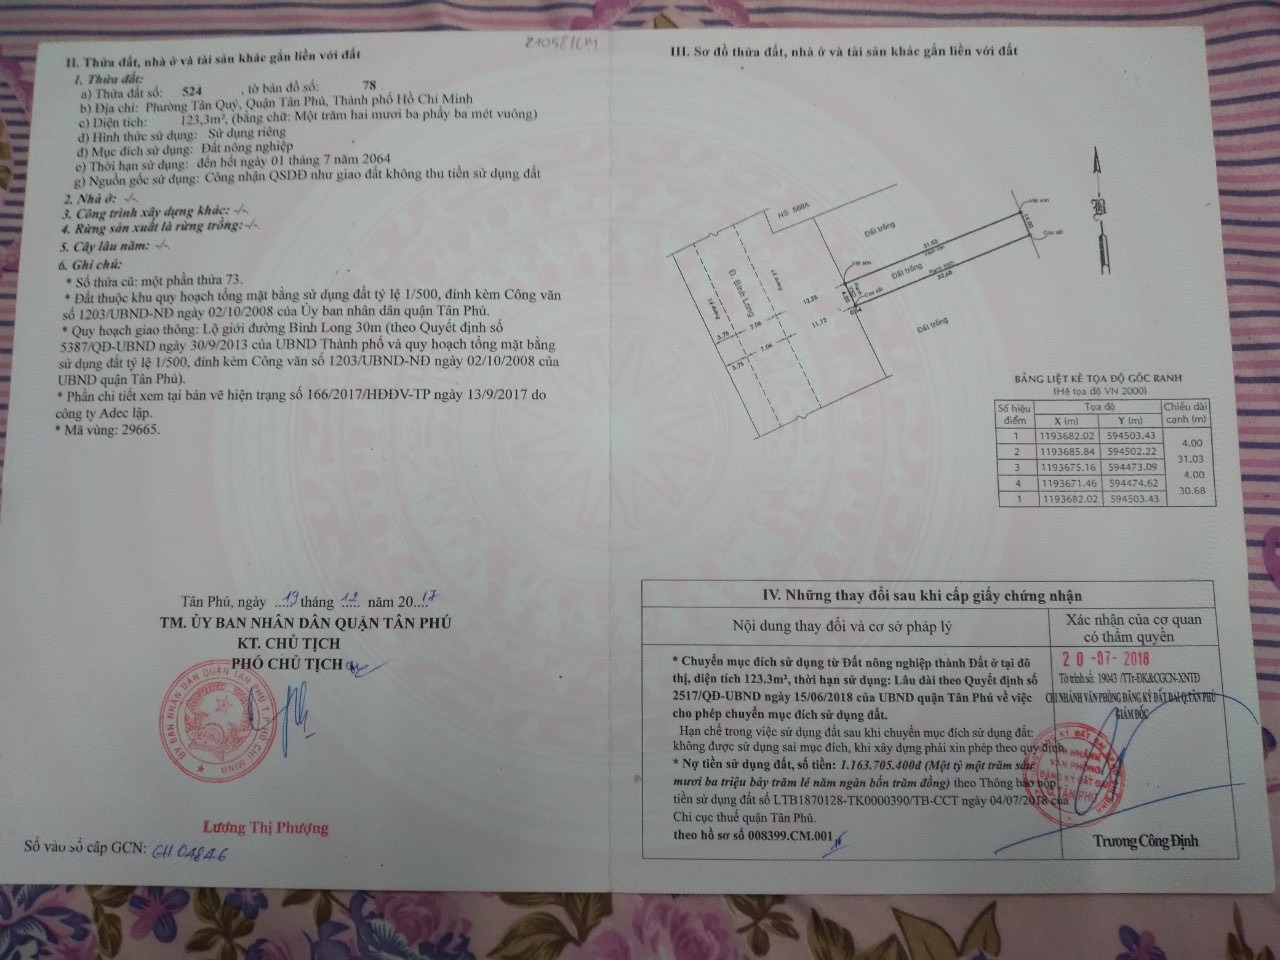 21058/CM
II. Thửa đất, nhà ở và tài sản khác gắn liền với đất
1. Thửa đất:
a) Thửa đất số: 524 , tờ bản đồ số: 78
b) Địa chỉ: Phường Tân Quý, Quận Tân Phú, Thành phố Hồ Chí Minh
c) Diện tích: 123,3m², (bằng chữ: Một trăm hai mươi ba phẩy ba mét vuông)
d) Hình thức sử dụng: Sử dụng riêng
đ) Mục đích sử dụng: Đất nông nghiệp
e) Thời hạn sử dụng: đến hết ngày 01 tháng 7 năm 2064
g) Nguồn gốc sử dụng: Công nhận QSDĐ như giao đất không thu tiền sử dụng đất
2. Nhà ở: -/-
3. Công trình xây dựng khác: -/-
4. Rừng sản xuất là rừng trồng: -/-
5. Cây lâu năm: -/-
6. Ghi chú:
* Số thửa cũ: một phần thửa 73.
* Đất thuộc khu quy hoạch tổng mặt bằng sử dụng đất tỷ lệ 1/500, đính kèm Công văn
số 1203/UBND-NĐ ngày 02/10/2008 của Ủy ban nhân dân quận Tân Phú.
* Quy hoạch giao thông: Lộ giới đường Bình Long 30m (theo Quyết định số
5387/QĐ-UBND ngày 30/9/2013 của UBND Thành phố và quy hoạch tổng mặt bằng
sử dụng đất tỷ lệ 1/500, đính kèm Công văn số 1203/UBND-NĐ ngày 02/10/2008 của
UBND quận Tân Phú).
* Phần chi tiết xem tại bản vẽ hiện trạng số 166/2017/HĐĐV-TP ngày 13/9/2017 do
công ty Adec lập.
* Mã vùng: 29665.
Tân Phú, ngày 19 tháng 12 năm 2017
TM. ỦY BAN NHÂN DÂN QUẬN TÂN PHÚ
KT. CHỦ TỊCH
PHÓ CHỦ TỊCH
Lương Thị Phượng
Số vào sổ cấp GCN: GH 04846
III. Sơ đồ thửa đất, nhà ở và tài sản khác gắn liền với đất
NS. 558A
Đất trống
Đ. Bình Long
Đất trống
31.03
30.68
12.25
11.72
3.75
7.06
3.75
7.06
4.00
Đất trống
BẢNG LIỆT KÊ TỌA ĐỘ GÓC RANH
(Hệ tọa độ VN 2000)
Số hiệu điểm Tọa độ Chiều dài cạnh (m)
X (m) Y (m)
1 1193682.02 594503.43
4.00
2 1193685.84 594502.22
31.03
3 1193675.16 594473.09
4.00
4 1193671.46 594474.62
30.68
1 1193682.02 594503.43
IV. Những thay đổi sau khi cấp giấy chứng nhận
Nội dung thay đổi và cơ sở pháp lý
Xác nhận của cơ quan
có thẩm quyền
* Chuyển mục đích sử dụng từ Đất nông nghiệp thành Đất ở tại đô
thị, diện tích 123.3m², thời hạn sử dụng: Lâu dài theo Quyết định số
2517/QĐ-UBND ngày 15/06/2018 của UBND quận Tân Phú về việc
cho phép chuyển mục đích sử dụng đất.
Hạn chế trong việc sử dụng đất sau khi chuyển mục đích sử dụng đất:
không được sử dụng sai mục đích, khi xây dựng phải xin phép theo quy định.
* Nợ tiền sử dụng đất, số tiền: 1.163.705.400đ (Một tỷ một trăm sáu
mươi ba triệu bảy trăm lẻ năm ngàn bốn trăm đồng) theo Thông báo nộp
tiền sử dụng đất số LTB1870128-TK0000390/TB-CCT ngày 04/07/2018 của
Chi cục thuế quận Tân Phú.
theo hồ sơ số 008399.CM.001
20-07-2018
Tờ trình số: 19043 /TTr-ĐK&CGCN-XNTĐ
CHI NHÁNH VĂN PHÒNG ĐĂNG KÝ ĐẤT ĐAI Q.TÂN PHÚ
GIÁM ĐỐC
Trương Công Định